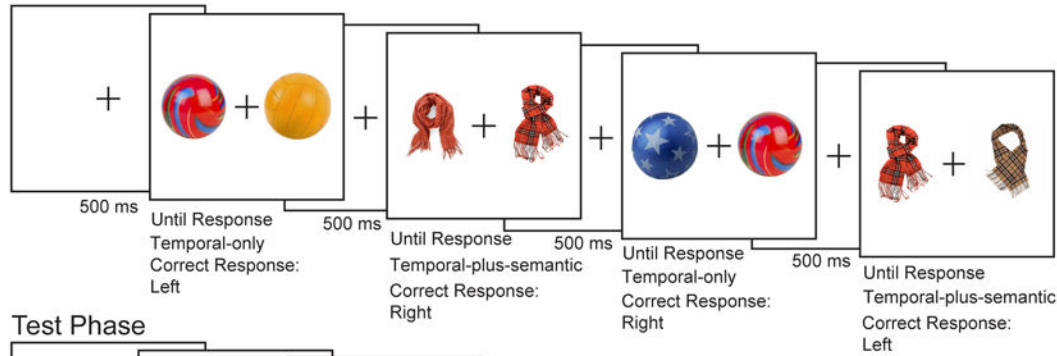 500 ms
Until Response
Temporal-only
Correct Response:
Left
500 ms
Until Response
Temporal-plus-semantic
Correct Response:
Right
500 ms
Until Response
Temporal-only
Correct Response:
Right
500 ms
Until Response
Temporal-plus-semantic
Correct Response:
Left
Test Phase